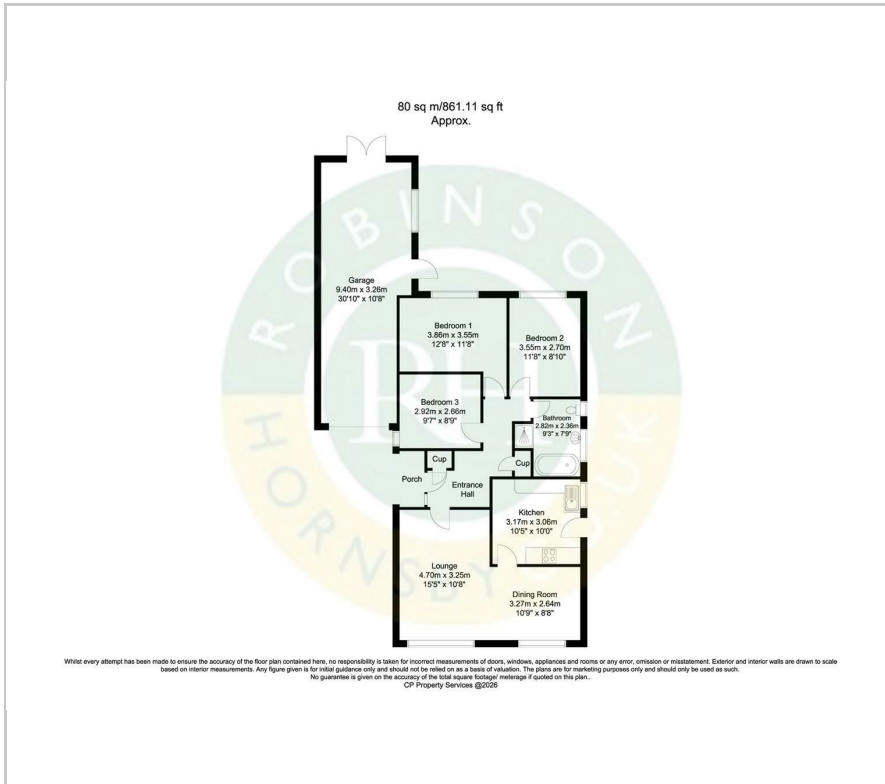 80 sq m/861.11 sq ft
Approx.
ROBINSON
RH
HORNSBY CO.UK
Garage
9.40m x 3.26m
30'10" x 10'8"
Bedroom 1
3.86m x 3.55m
12'8" x 11'8"
Bedroom 2
3.55m x 2.70m
11'8" x 8'10"
Bedroom 3
2.92m x 2.66m
9'7" x 8'9"
Bathroom
2.82m x 2.36m
9'3" x 7'9"
Cup
Cup
Porch
Entrance
Hall
Kitchen
3.17m x 3.06m
10'5" x 10'0"
Lounge
4.70m x 3.25m
15'5" x 10'8"
Dining Room
3.27m x 2.64m
10'9" x 8'8"
Whilst every attempt has been made to ensure the accuracy of the floor plan contained here, no responsibility is taken for incorrect measurements of doors, windows, appliances and rooms or any error, omission or misstatement. Exterior and interior walls are drawn to scale
based on interior measurements. Any figure given is for initial guidance only and should not be relied on as a basis of valuation. The plans are for marketing purposes only and should only be used as such.
No guarantee is given on the accuracy of the total square footage/ meterage if quoted on this plan..
CP Property Services @2026